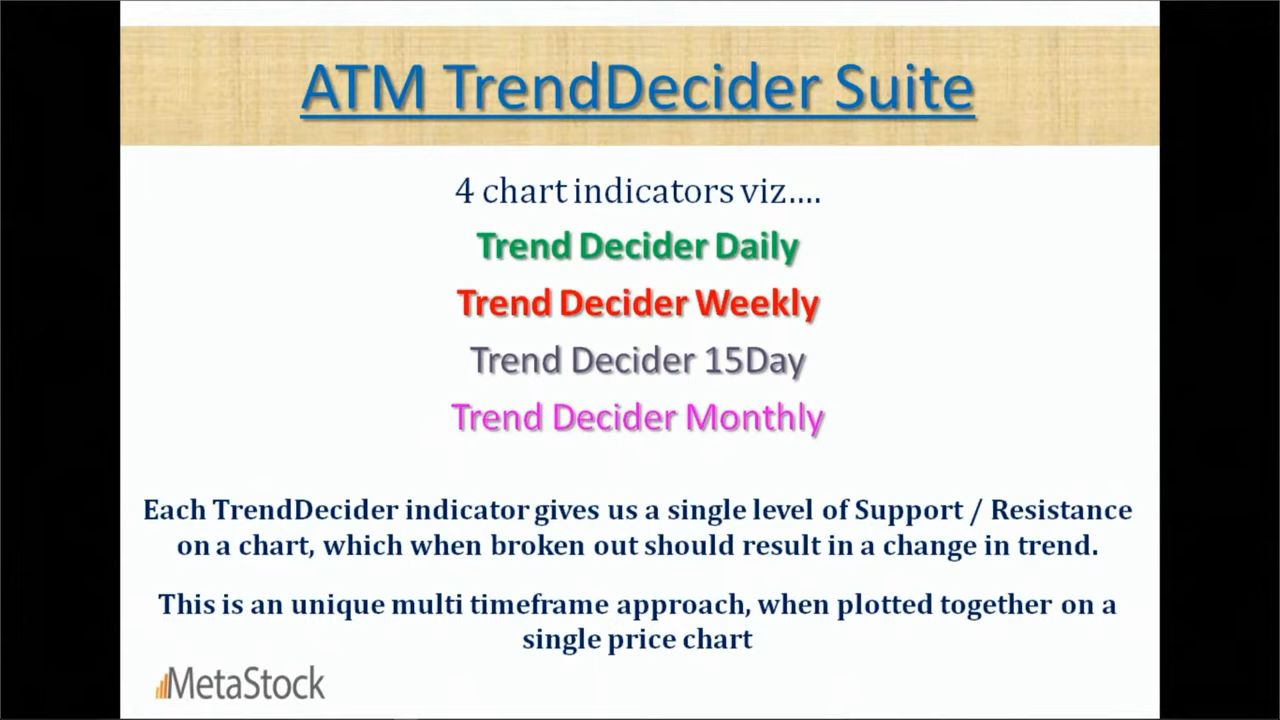 ATM TrendDecider Suite
4 chart indicators viz....
Trend Decider Daily
Trend Decider Weekly
Trend Decider 15Day
Trend Decider Monthly
Each TrendDecider indicator gives us a single level of Support / Resistance
on a chart, which when broken out should result in a change in trend.
This is an unique multi timeframe approach, when plotted together on a
single price chart
MetaStock